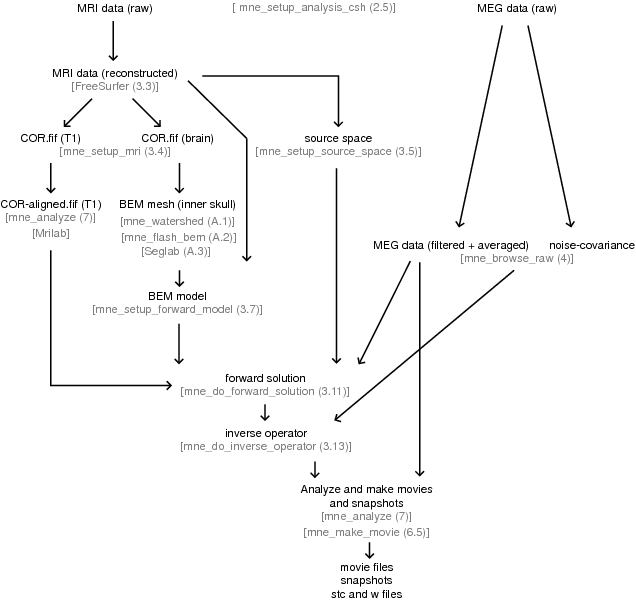 MRI data (raw)
[ mne_setup_analysis_csh (2.5)]
MEG data (raw)
MRI data (reconstructed)
[FreeSurfer (3.3)]
COR.fif (T1)
COR.fif (brain)
[mne_setup_mri (3.4)]
source space
[mne_setup_source_space (3.5)]
COR-aligned.fif (T1)
[mne_analyze (7)]
[Mrilab]
BEM mesh (inner skull)
[mne_watershed (A.1)]
[mne_flash_bem (A.2)]
[Seglab (A.3)]
MEG data (filtered + averaged)
noise-covariance
[mne_browse_raw (4)]
BEM model
[mne_setup_forward_model (3.7)]
forward solution
[mne_do_forward_solution (3.11)]
inverse operator
[mne_do_inverse_operator (3.13)]
Analyze and make movies
and snapshots
[mne_analyze (7)]
[mne_make_movie (6.5)]
movie files
snapshots
stc and w files